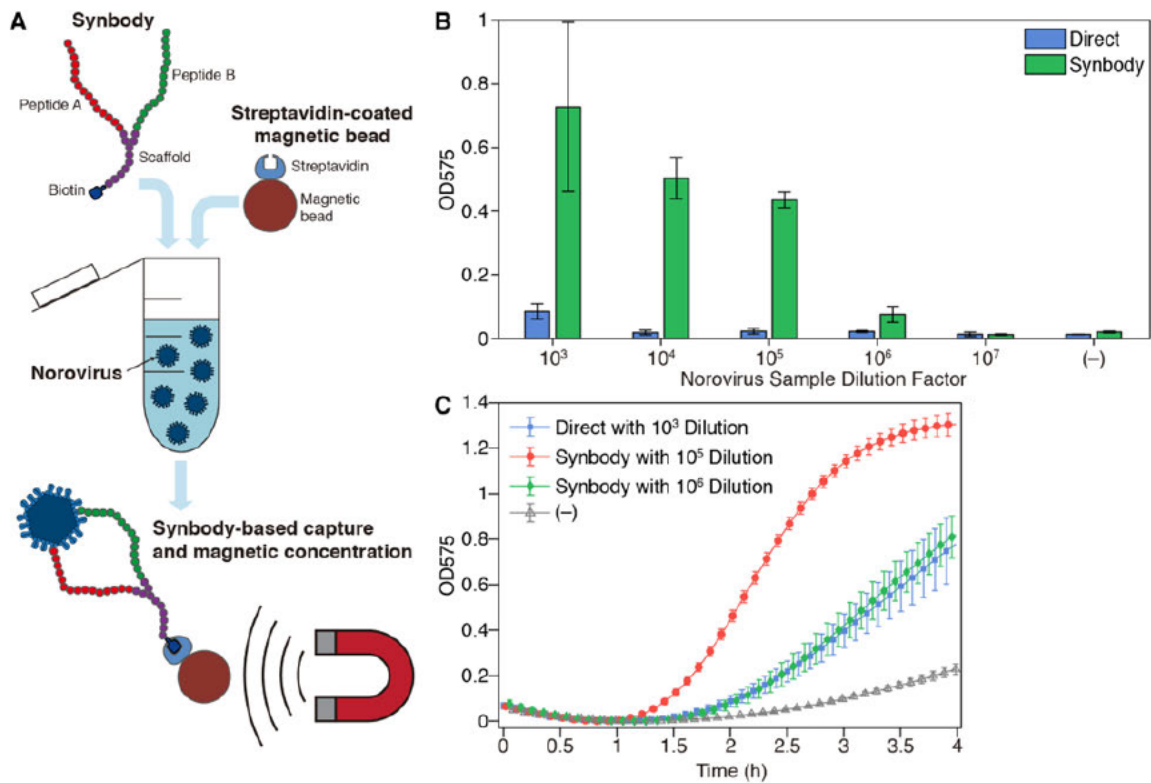 A
Synbody
Peptide B
Peptide A
Scaffold
Biotin
Streptavidin-coated
magnetic bead
Streptavidin
Magnetic
bead
Norovirus
Synbody-based capture
and magnetic concentration
B
Direct
Synbody
OD575
1
0.8
0.6
0.4
0.2
0
10³
10⁴
10⁵
10⁶
10⁷
(–)
Norovirus Sample Dilution Factor
C
Direct with 10³ Dilution
Synbody with 10⁵ Dilution
Synbody with 10⁶ Dilution
(–)
OD575
1.4
1.2
1
0.8
0.6
0.4
0.2
0
0
0.5
1
1.5
2
2.5
3
3.5
4
Time (h)